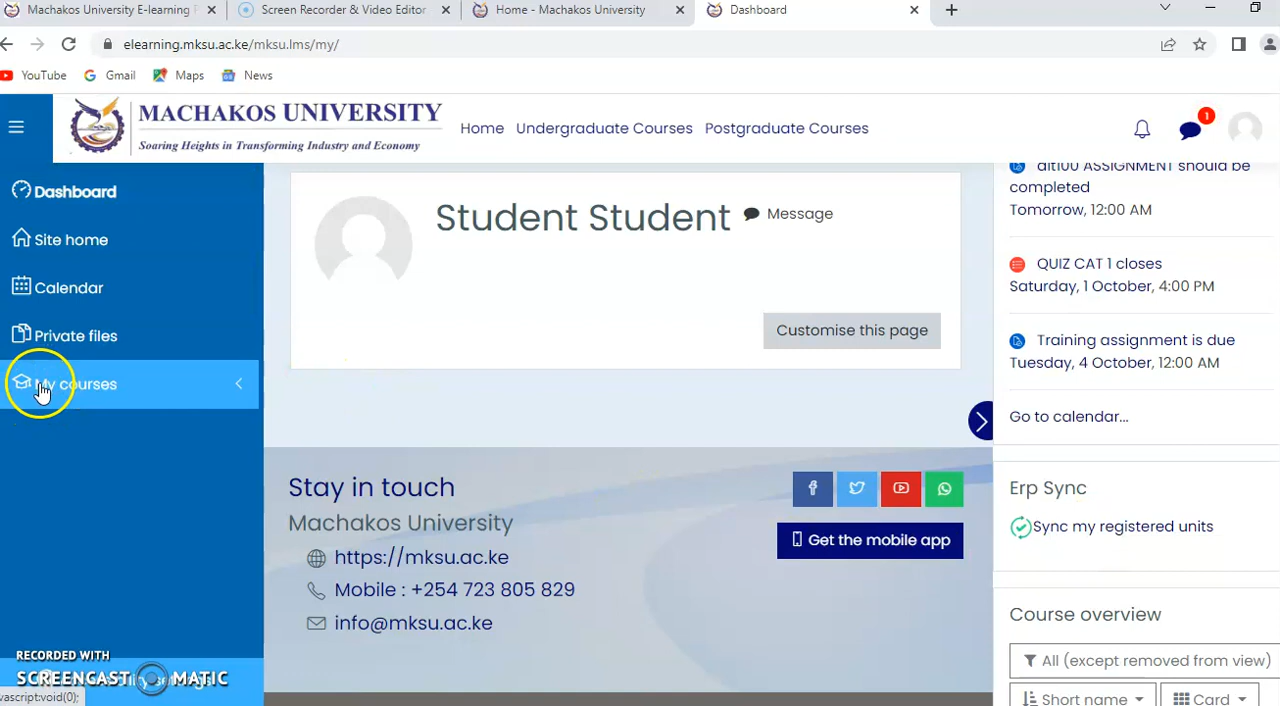 Machakos University E-learning
Screen Recorder & Video Editor
Home - Machakos University
Dashboard
elearning.mksu.ac.ke/mksu.lms/my/
YouTube
Gmail
Maps
News
MACHAKOS UNIVERSITY
Soaring Heights in Transforming Industry and Economy
Home
Undergraduate Courses
Postgraduate Courses
1
Dashboard
Site home
Calendar
Private files
My courses
Student Student
Message
Customise this page
dit100 ASSIGNMENT should be
completed
Tomorrow, 12:00 AM
QUIZ CAT 1 closes
Saturday, 1 October, 4:00 PM
Training assignment is due
Tuesday, 4 October, 12:00 AM
Go to calendar...
Stay in touch
Machakos University
https://mksu.ac.ke
Mobile : +254 723 805 829
info@mksu.ac.ke
Get the mobile app
Erp Sync
Sync my registered units
Course overview
All (except removed from view)
Short name
Card
RECORDED WITH
SCREENCAST MATIC
vascript:void(0);